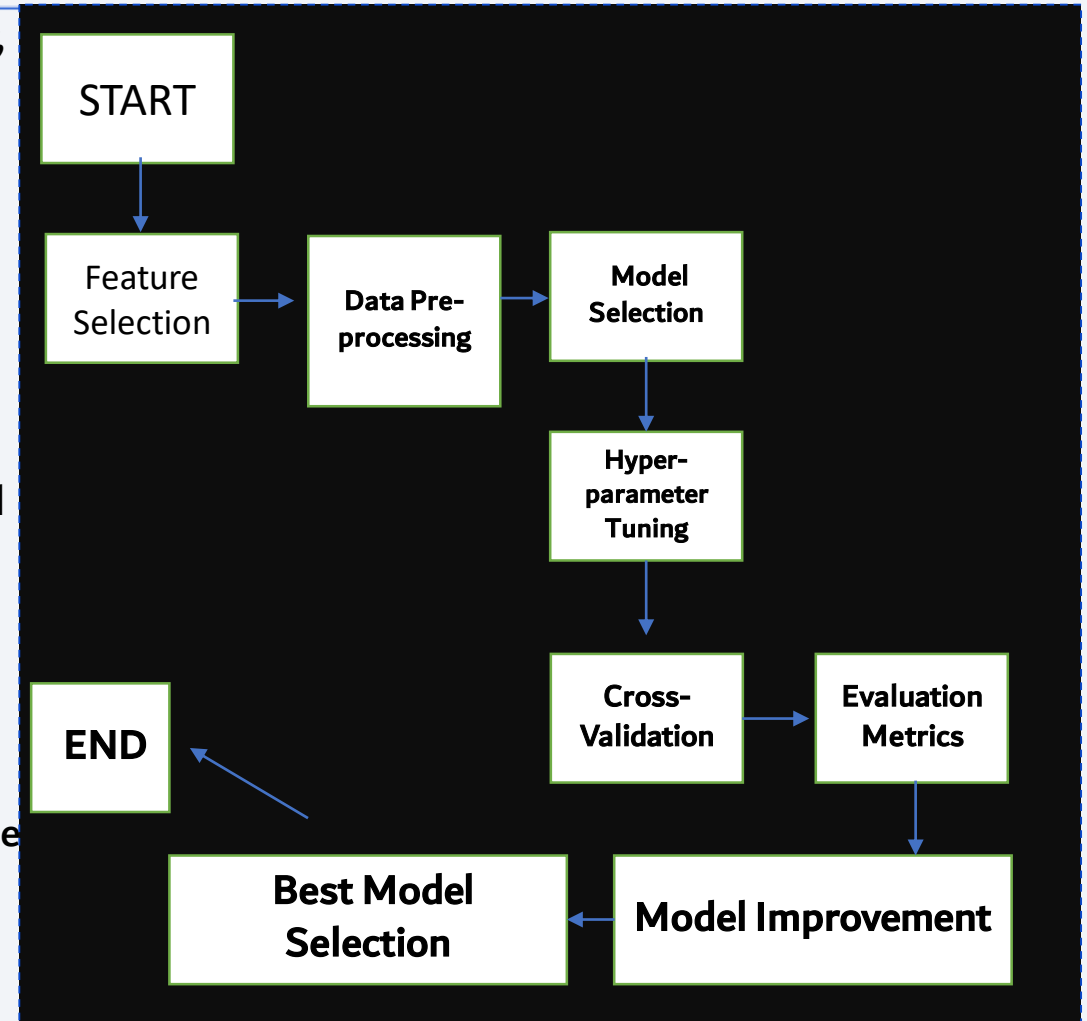 START
Feature
Selection
Data Pre-
processing
Model
Selection
Hyper-
parameter
Tuning
Cross-
Validation
Evaluation
Metrics
Model Improvement
Best Model
Selection
END